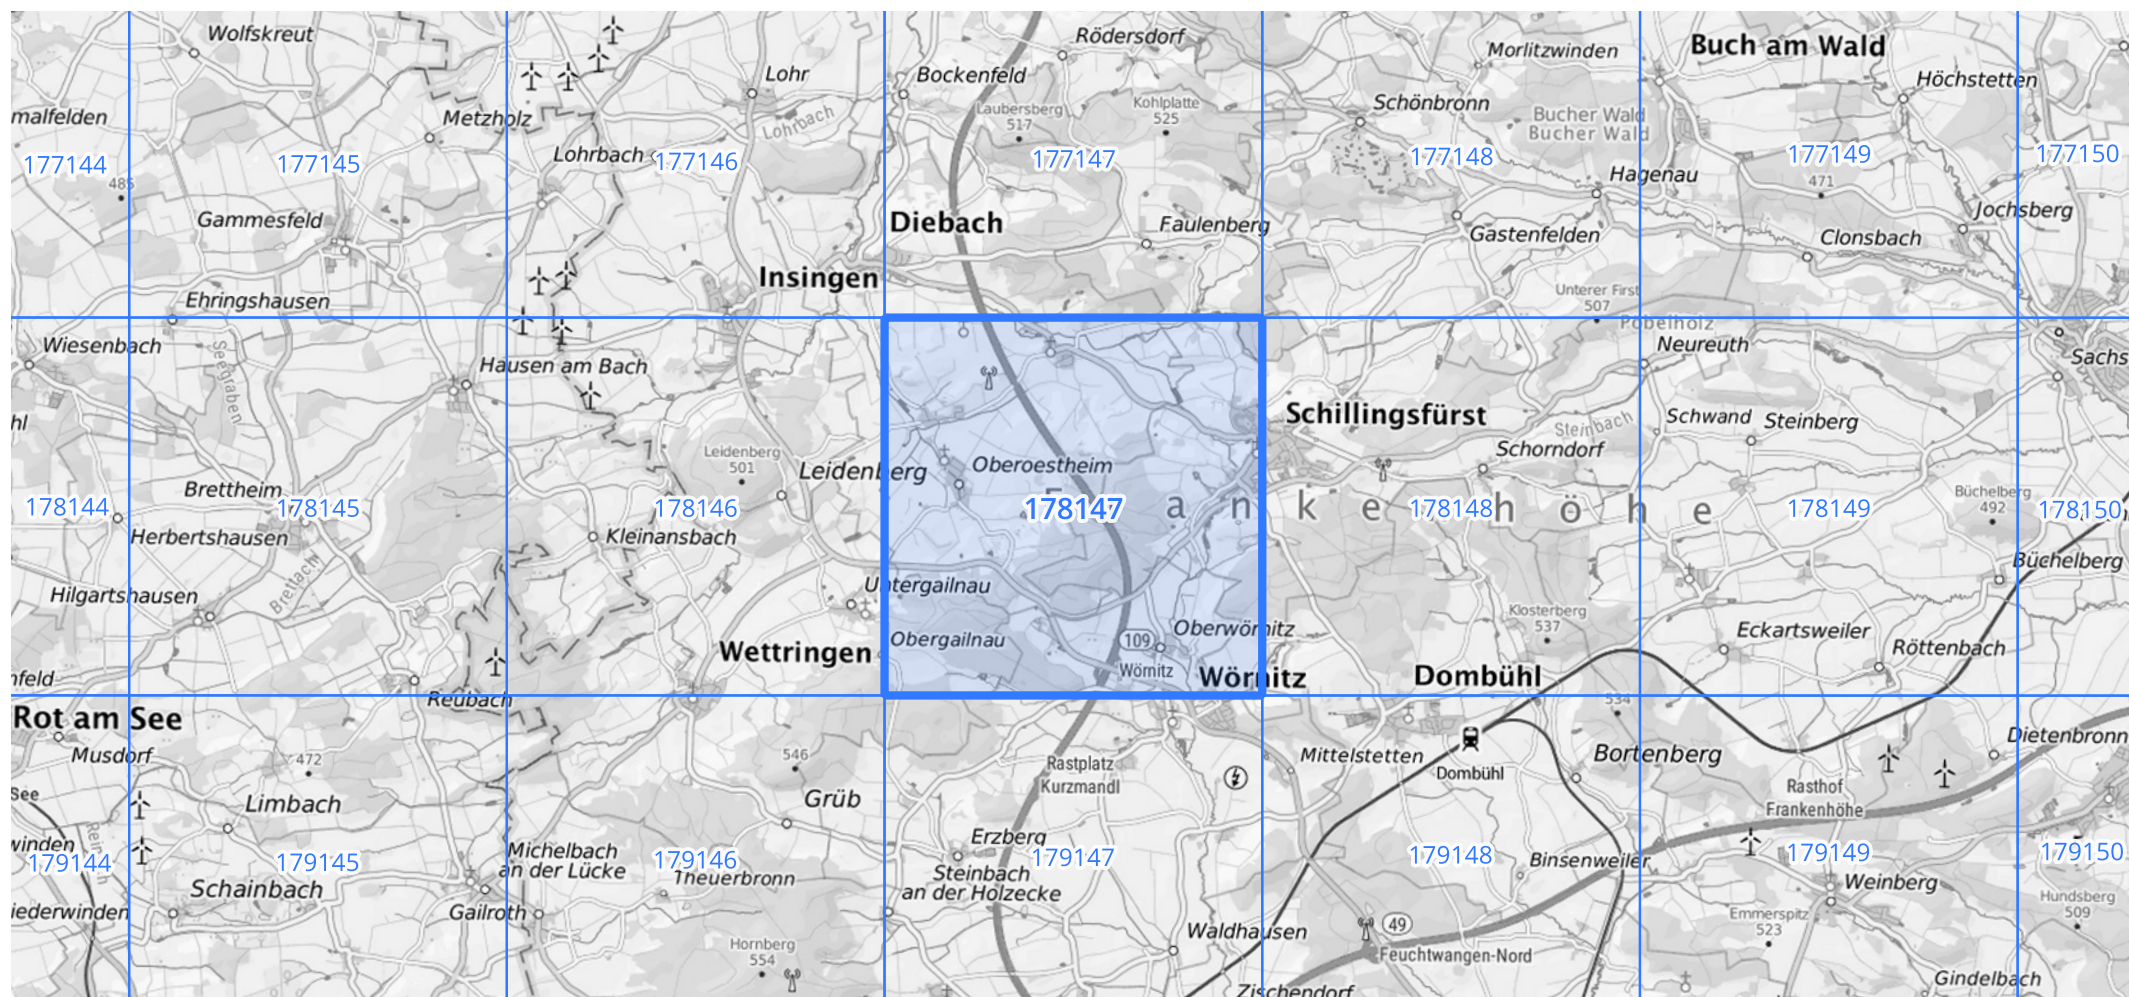 Wolfskreut
Lohr
Rödersdorf
Bockenfeld
Morlitzwinden
Buch am Wald
Höchstetten
malfelden
Metzholz
Lohrbach
Laubersberg
517
Kohlplatte
525
Schönbronn
Bucher Wald
Bucher Wald
177144
177145
Lohrbach
177146
177147
177148
177149
177150
485
Hagenau
471
Gammesfeld
Diebach
Faulenberg
Gastenfelden
Jochsberg
Clonsbach
Insingen
Ehringshausen
Unterer First
507
Wiesenbach
Seegraben
Hausen am Bach
Pöbelholz
Neureuth
Sachs
hl
Schillingsfürst
Schwand
Steinberg
Steinbach
Schorndorf
Leidenberg
501
Leidenberg
Oberoestheim
Brettheim
Büchelberg
492
178144
178145
178146
178147
178148
178149
178150
F a n k e h ö h e
Herbertshausen
Kleinansbach
Brettach
Büchelberg
Hilgartshausen
Untergailnau
Klosterberg
537
Obergailnau
109
Oberwörnitz
Eckartsweiler
Röttenbach
Wettringen
Wörnitz
Wörnitz
Dombühl
nfeld
Reubach
Rot am See
534
Musdorf
472
546
Rastplatz
Kurzmandl
Mittelstetten
Dombühl
Bortenberg
Dietenbronn
See
Limbach
Grüb
Rasthof
Frankenhöhe
Erzberg
winden
179144
179145
Michelbach
an der Lücke
179146
179147
179148
Binsenweiler
179149
179150
Schainbach
Theuerbronn
Steinbach
an der Holzecke
Weinberg
Hundsberg
509
iederwinden
Gailroth
Emmerspitz
523
Waldhausen
49
Feuchtwangen-Nord
Hornberg
554
Zischendorf
Gindelbach